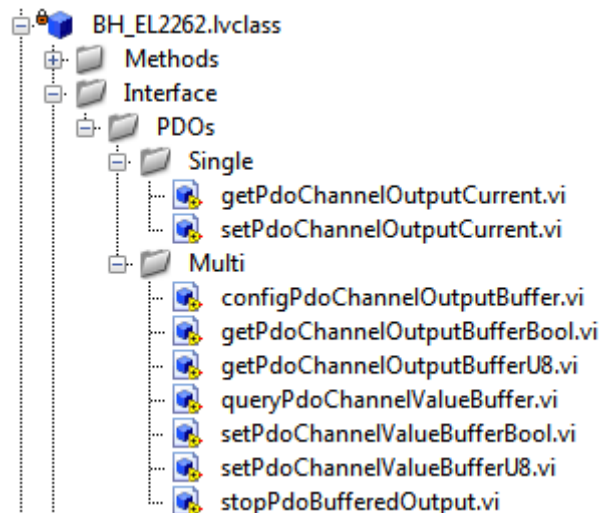 BH_EL2262.lvclass
Methods
Interface
PDOs
Single
getPdoChannelOutputCurrent.vi
setPdoChannelOutputCurrent.vi
Multi
configPdoChannelOutputBuffer.vi
getPdoChannelOutputBufferBool.vi
getPdoChannelOutputBufferU8.vi
queryPdoChannelValueBuffer.vi
setPdoChannelValueBufferBool.vi
setPdoChannelValueBufferU8.vi
stopPdoBufferedOutput.vi